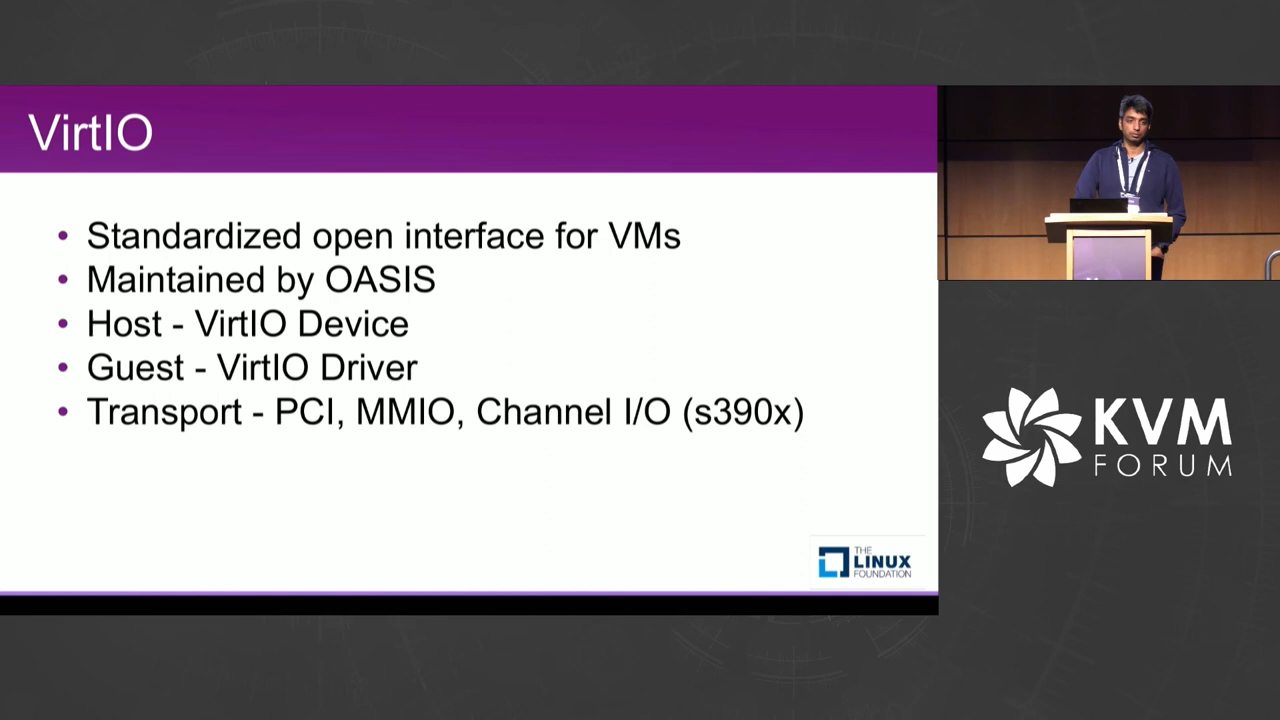 VirtIO
• Standardized open interface for VMs
• Maintained by OASIS
• Host - VirtIO Device
• Guest - VirtIO Driver
• Transport - PCI, MMIO, Channel I/O (s390x)
THE
LINUX
FOUNDATION
KVM
FORUM